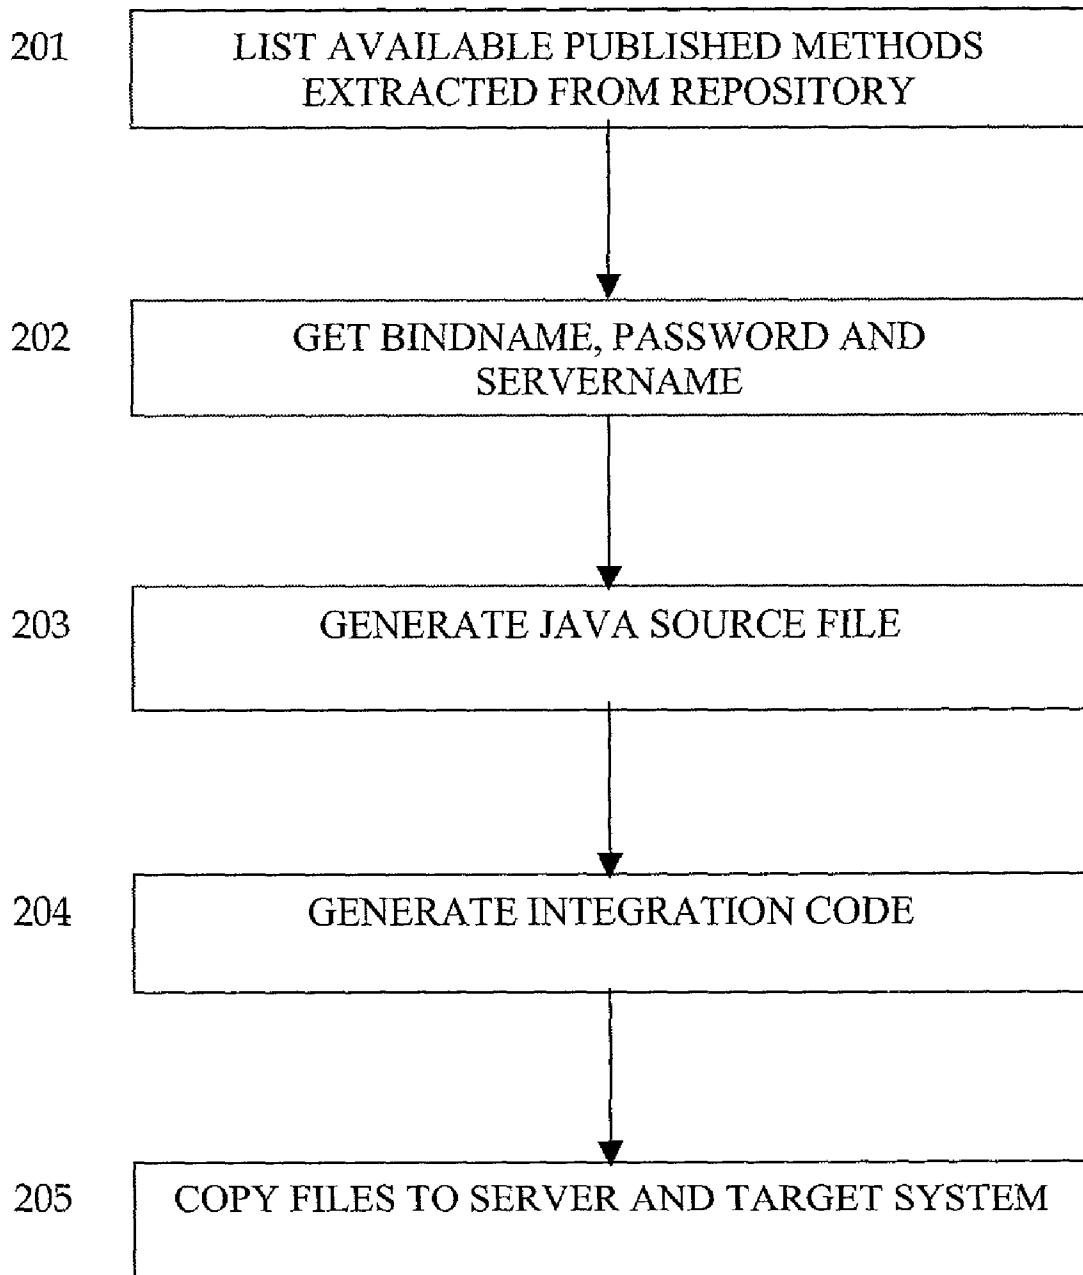 201
LIST AVAILABLE PUBLISHED METHODS
EXTRACTED FROM REPOSITORY
202
GET BINDNAME, PASSWORD AND
SERVERNAME
203
GENERATE JAVA SOURCE FILE
204
GENERATE INTEGRATION CODE
205
COPY FILES TO SERVER AND TARGET SYSTEM